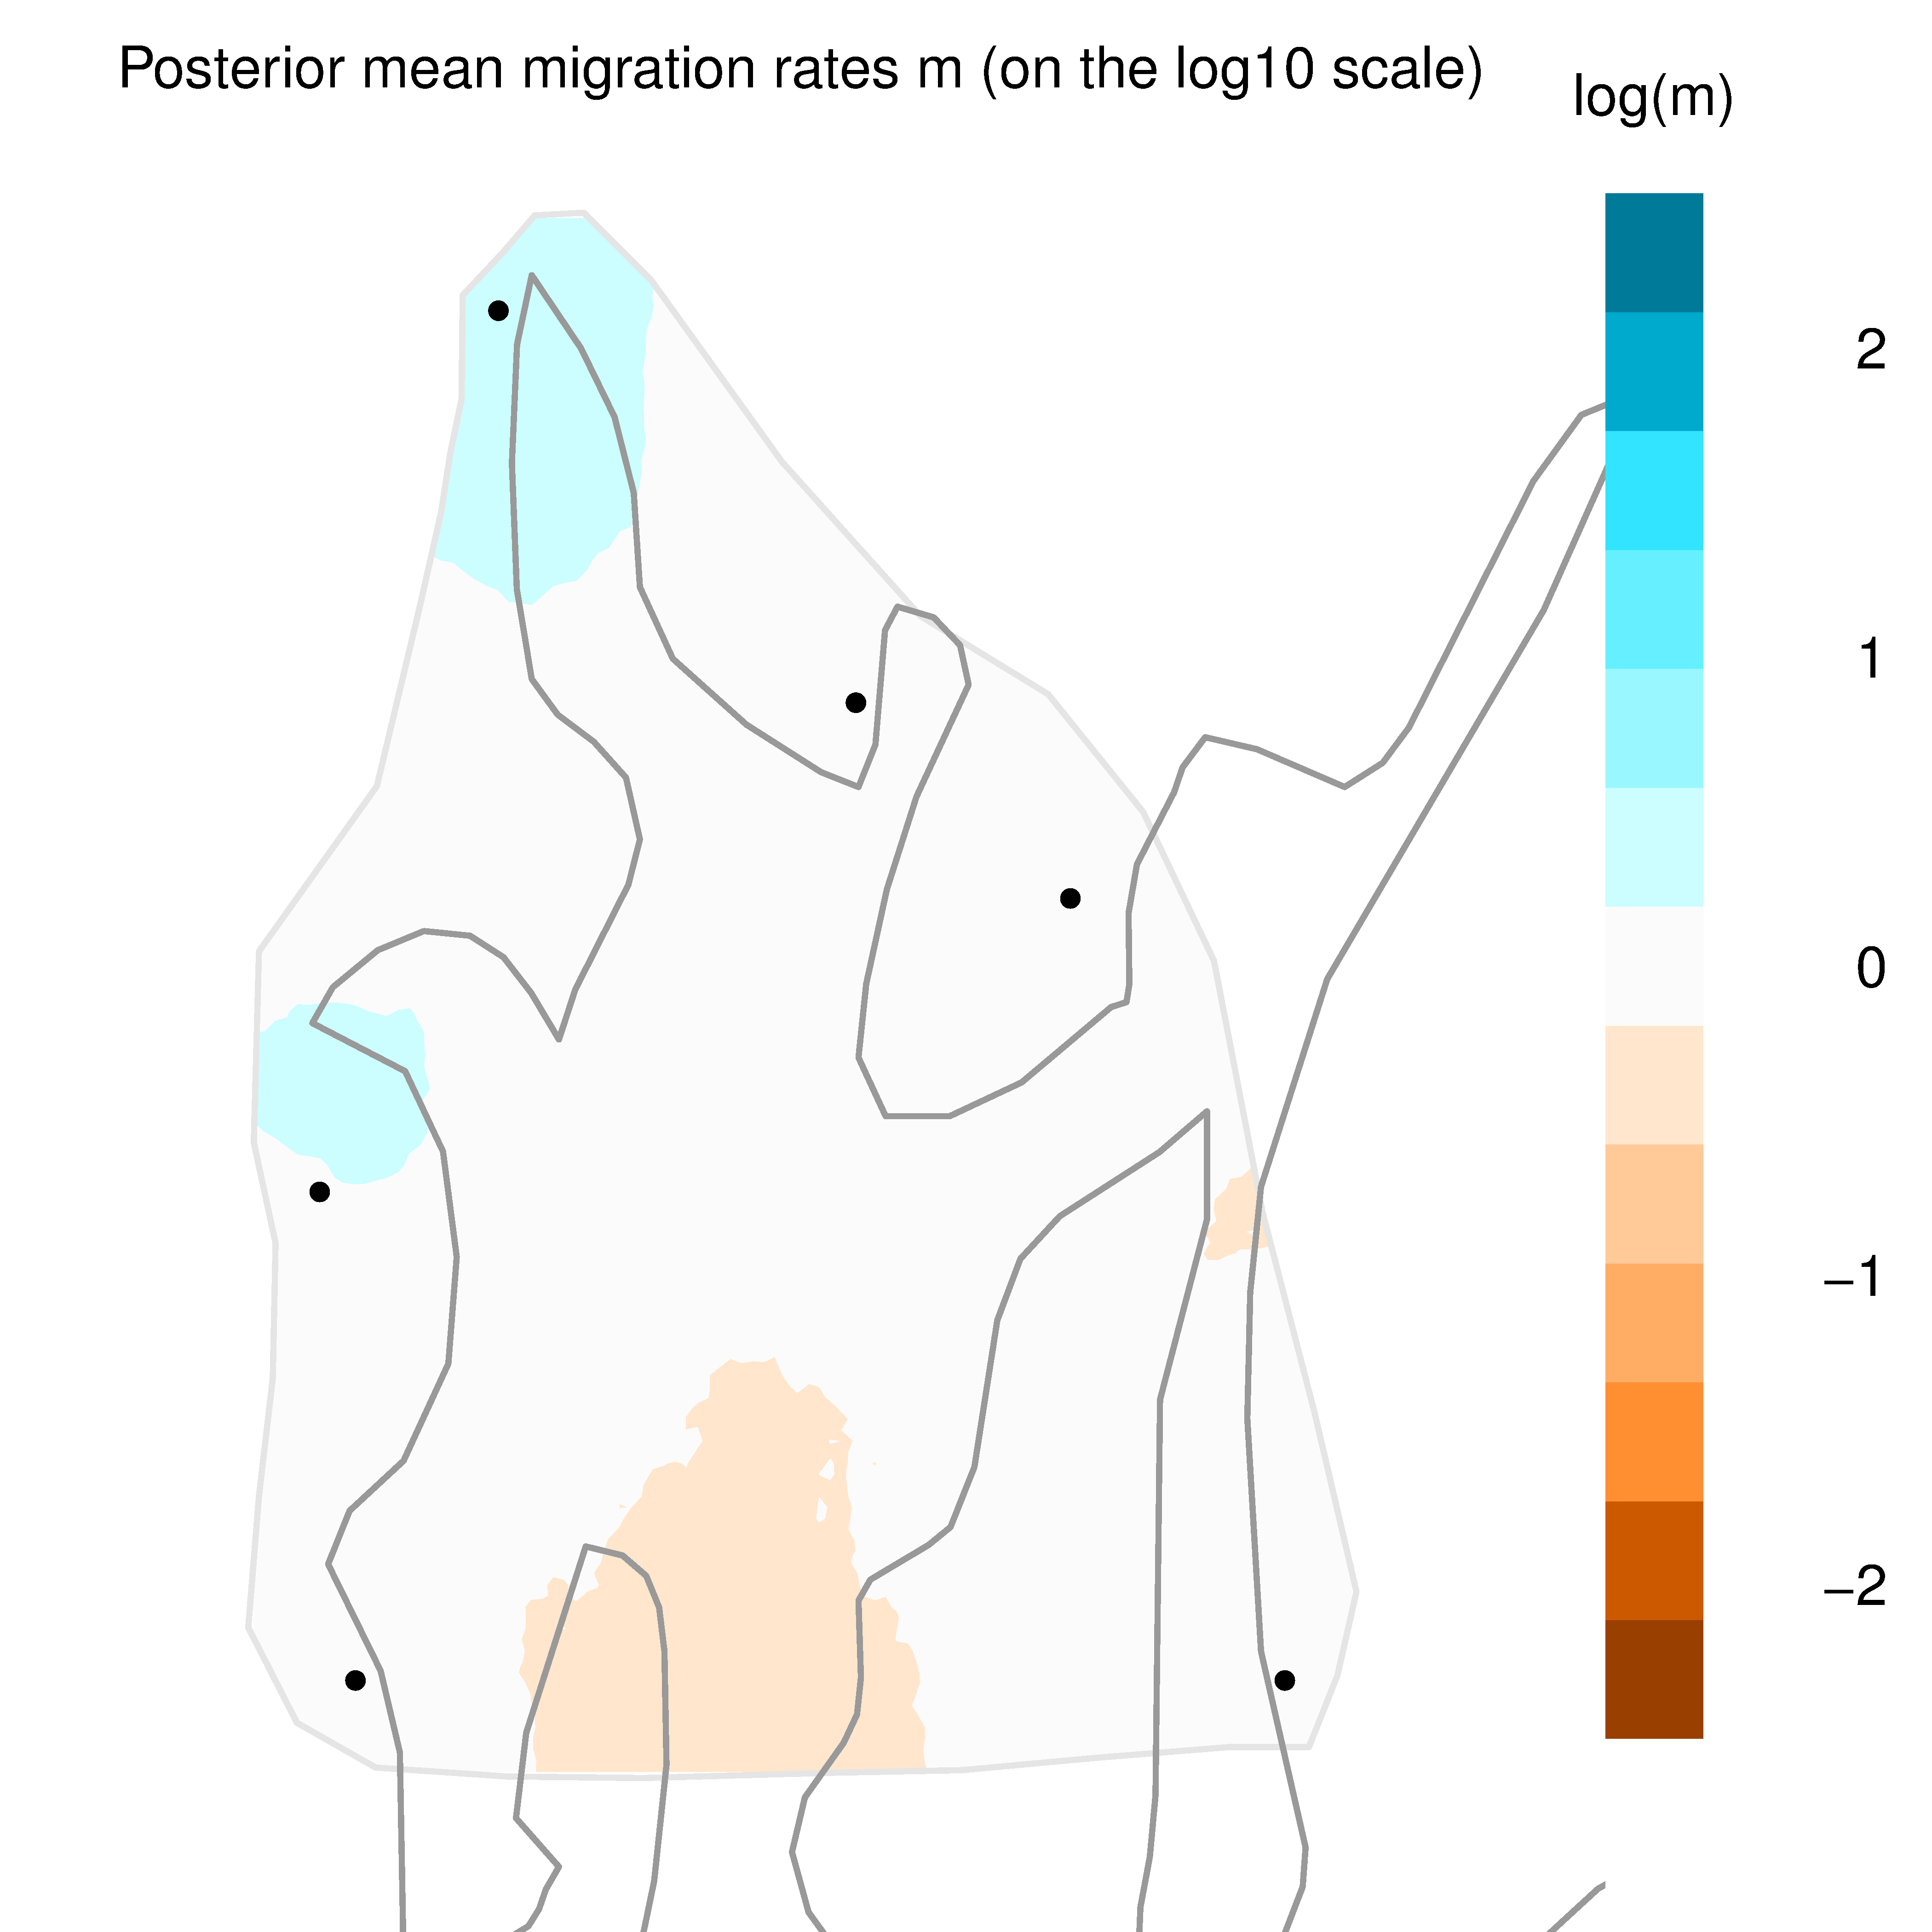 Posterior mean migration rates m (on the log10 scale)
log(m)
2
1
0
−1
−2